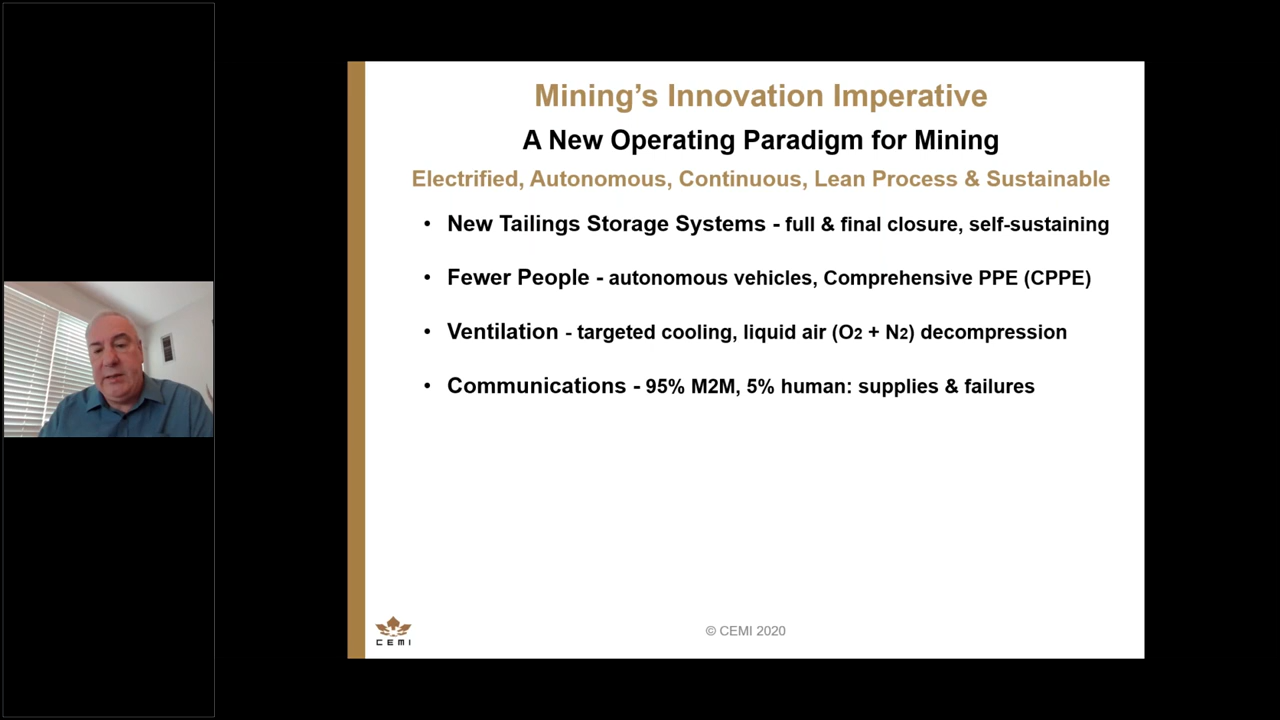 Mining's Innovation Imperative
A New Operating Paradigm for Mining
Electrified, Autonomous, Continuous, Lean Process & Sustainable
• New Tailings Storage Systems - full & final closure, self-sustaining
• Fewer People - autonomous vehicles, Comprehensive PPE (CPPE)
• Ventilation - targeted cooling, liquid air (O2 + N2) decompression
• Communications - 95% M2M, 5% human: supplies & failures
CEMI
© CEMI 2020